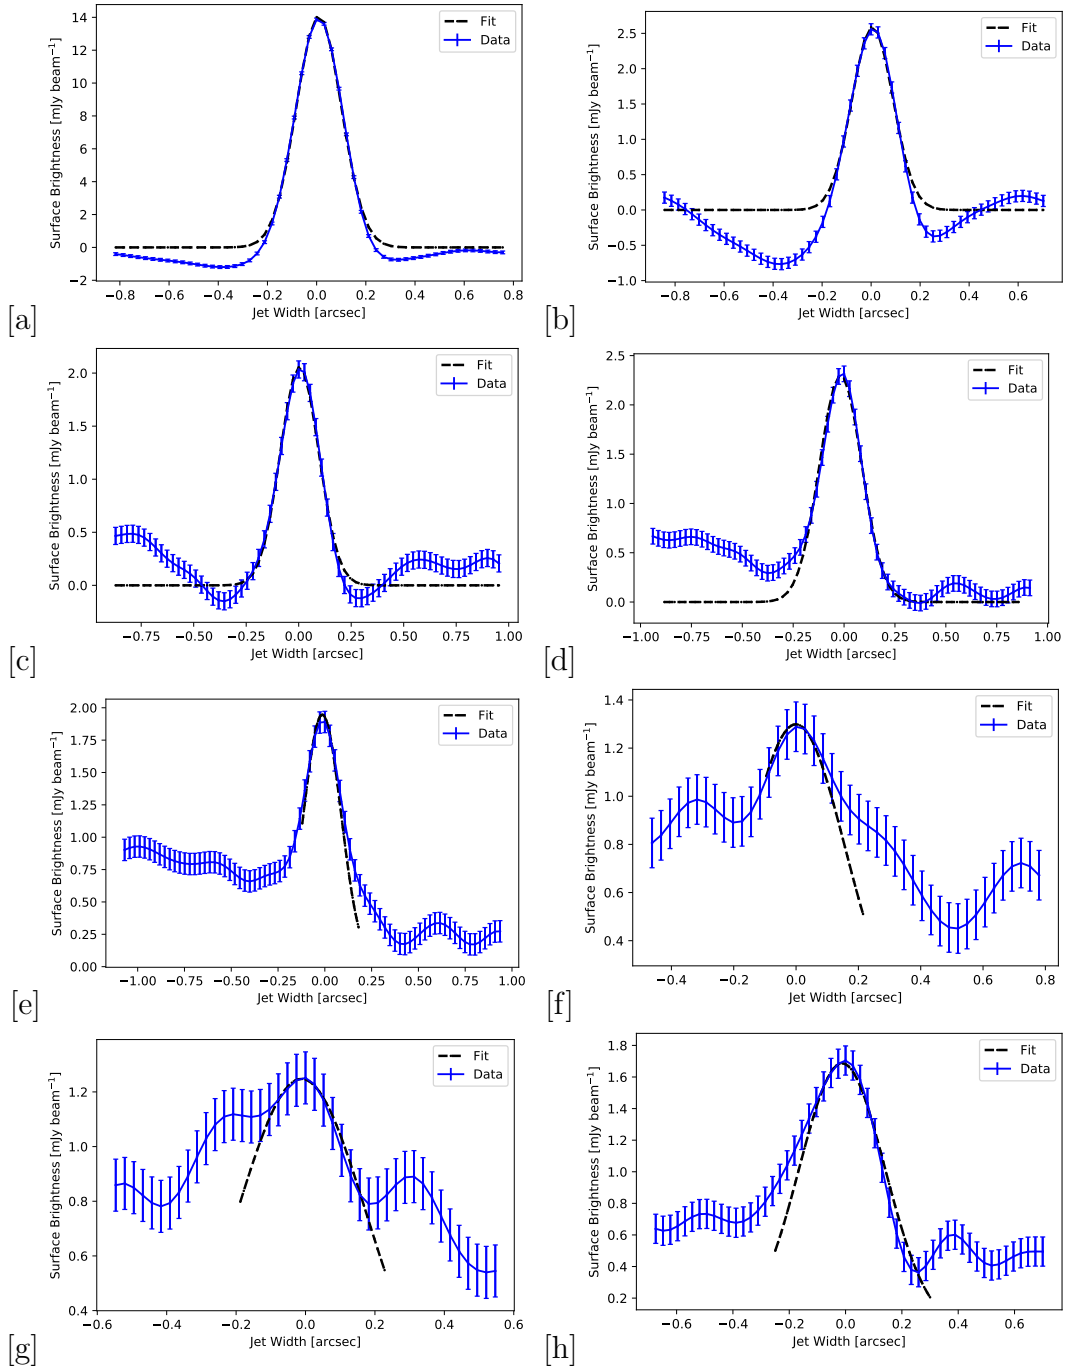 14
12
10
8
6
4
2
0
−2
Surface Brightness [mJy beam⁻¹]
Fit
Data
−0.8 −0.6 −0.4 −0.2 0.0 0.2 0.4 0.6 0.8
Jet Width [arcsec]
[a]
2.5
2.0
1.5
1.0
0.5
0.0
−0.5
−1.0
Surface Brightness [mJy beam⁻¹]
Fit
Data
−0.8 −0.6 −0.4 −0.2 0.0 0.2 0.4 0.6
Jet Width [arcsec]
[b]
2.0
1.5
1.0
0.5
0.0
Surface Brightness [mJy beam⁻¹]
Fit
Data
−0.75 −0.50 −0.25 0.00 0.25 0.50 0.75 1.00
Jet Width [arcsec]
[c]
2.5
2.0
1.5
1.0
0.5
0.0
Surface Brightness [mJy beam⁻¹]
Fit
Data
−1.00 −0.75 −0.50 −0.25 0.00 0.25 0.50 0.75 1.00
Jet Width [arcsec]
[d]
2.00
1.75
1.50
1.25
1.00
0.75
0.50
0.25
0.00
Surface Brightness [mJy beam⁻¹]
Fit
Data
−1.00 −0.75 −0.50 −0.25 0.00 0.25 0.50 0.75 1.00
Jet Width [arcsec]
[e]
1.4
1.2
1.0
0.8
0.6
0.4
Surface Brightness [mJy beam⁻¹]
Fit
Data
−0.4 −0.2 0.0 0.2 0.4 0.6 0.8
Jet Width [arcsec]
[f]
1.2
1.0
0.8
0.6
0.4
Surface Brightness [mJy beam⁻¹]
Fit
Data
−0.6 −0.4 −0.2 0.0 0.2 0.4 0.6
Jet Width [arcsec]
[g]
1.8
1.6
1.4
1.2
1.0
0.8
0.6
0.4
0.2
Surface Brightness [mJy beam⁻¹]
Fit
Data
−0.6 −0.4 −0.2 0.0 0.2 0.4 0.6
Jet Width [arcsec]
[h]